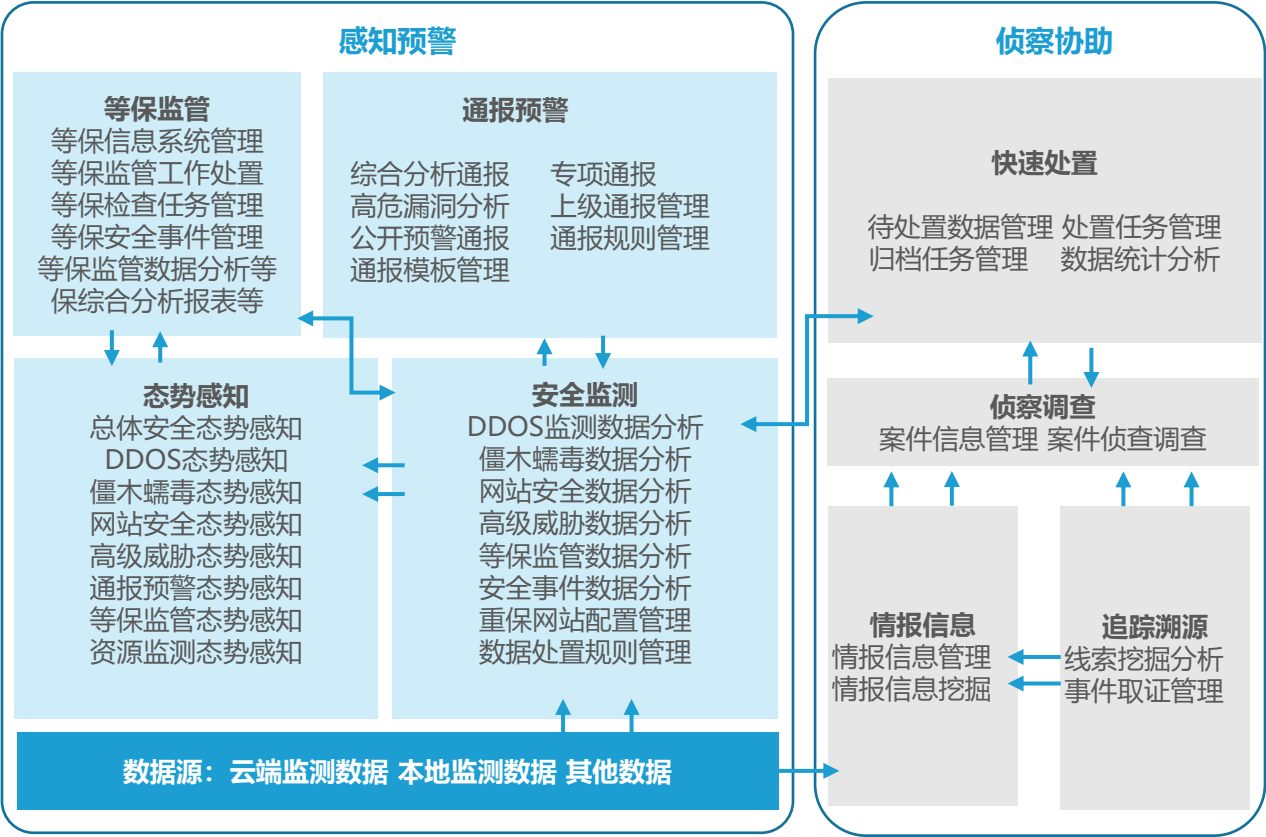 感知预警
等保监管
等保信息系统管理
等保监管工作处置
等保检查任务管理
等保安全事件管理
等保监管数据分析等
保综合分析报表等
通报预警
综合分析通报 专项通报
高危漏洞分析 上级通报管理
公开预警通报 通报规则管理
通报模板管理
态势感知
总体安全态势感知
DDOS态势感知
僵木蠕毒态势感知
网站安全态势感知
高级威胁态势感知
通报预警态势感知
等保监管态势感知
资源监测态势感知
安全监测
DDOS监测数据分析
僵木蠕毒数据分析
网站安全数据分析
高级威胁数据分析
等保监管数据分析
安全事件数据分析
重保网站配置管理
数据处置规则管理
数据源：云端监测数据 本地监测数据 其他数据
侦察协助
快速处置
待处置数据管理 处置任务管理
归档任务管理 数据统计分析
侦察调查
案件信息管理 案件侦查调查
情报信息
情报信息管理
情报信息挖掘
追踪溯源
线索挖掘分析
事件取证管理